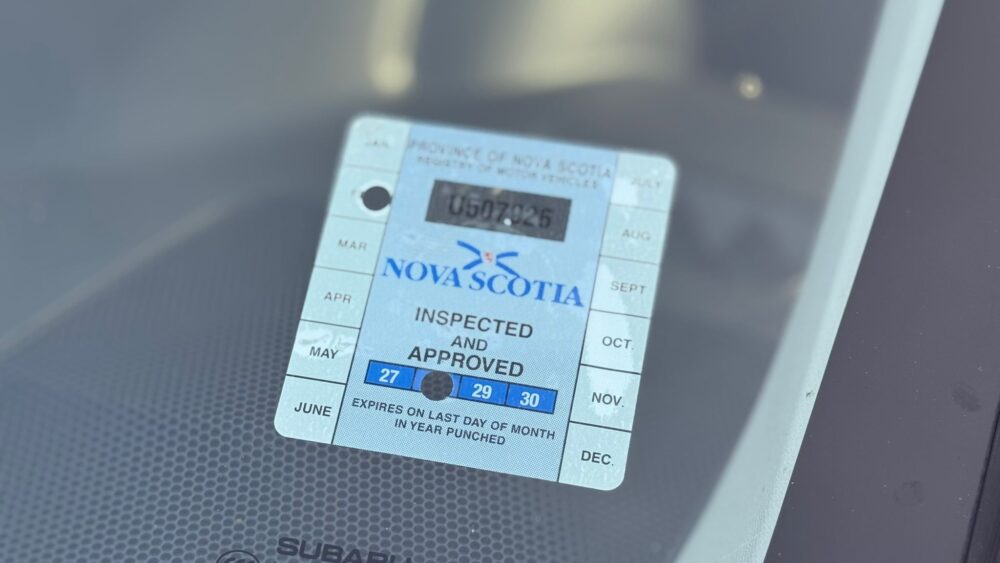 JAN.
MAR
APR
MAY
JUNE
PROVINCE OF NOVA SCOTIA
REGISTRY OF MOTOR VEHICLES
U507026
NOVA SCOTIA
INSPECTED
AND
APPROVED
27 29 30
EXPIRES ON LAST DAY OF MONTH
IN YEAR PUNCHED
JULY
AUG
SEPT
OCT.
NOV.
DEC.
SUBARU